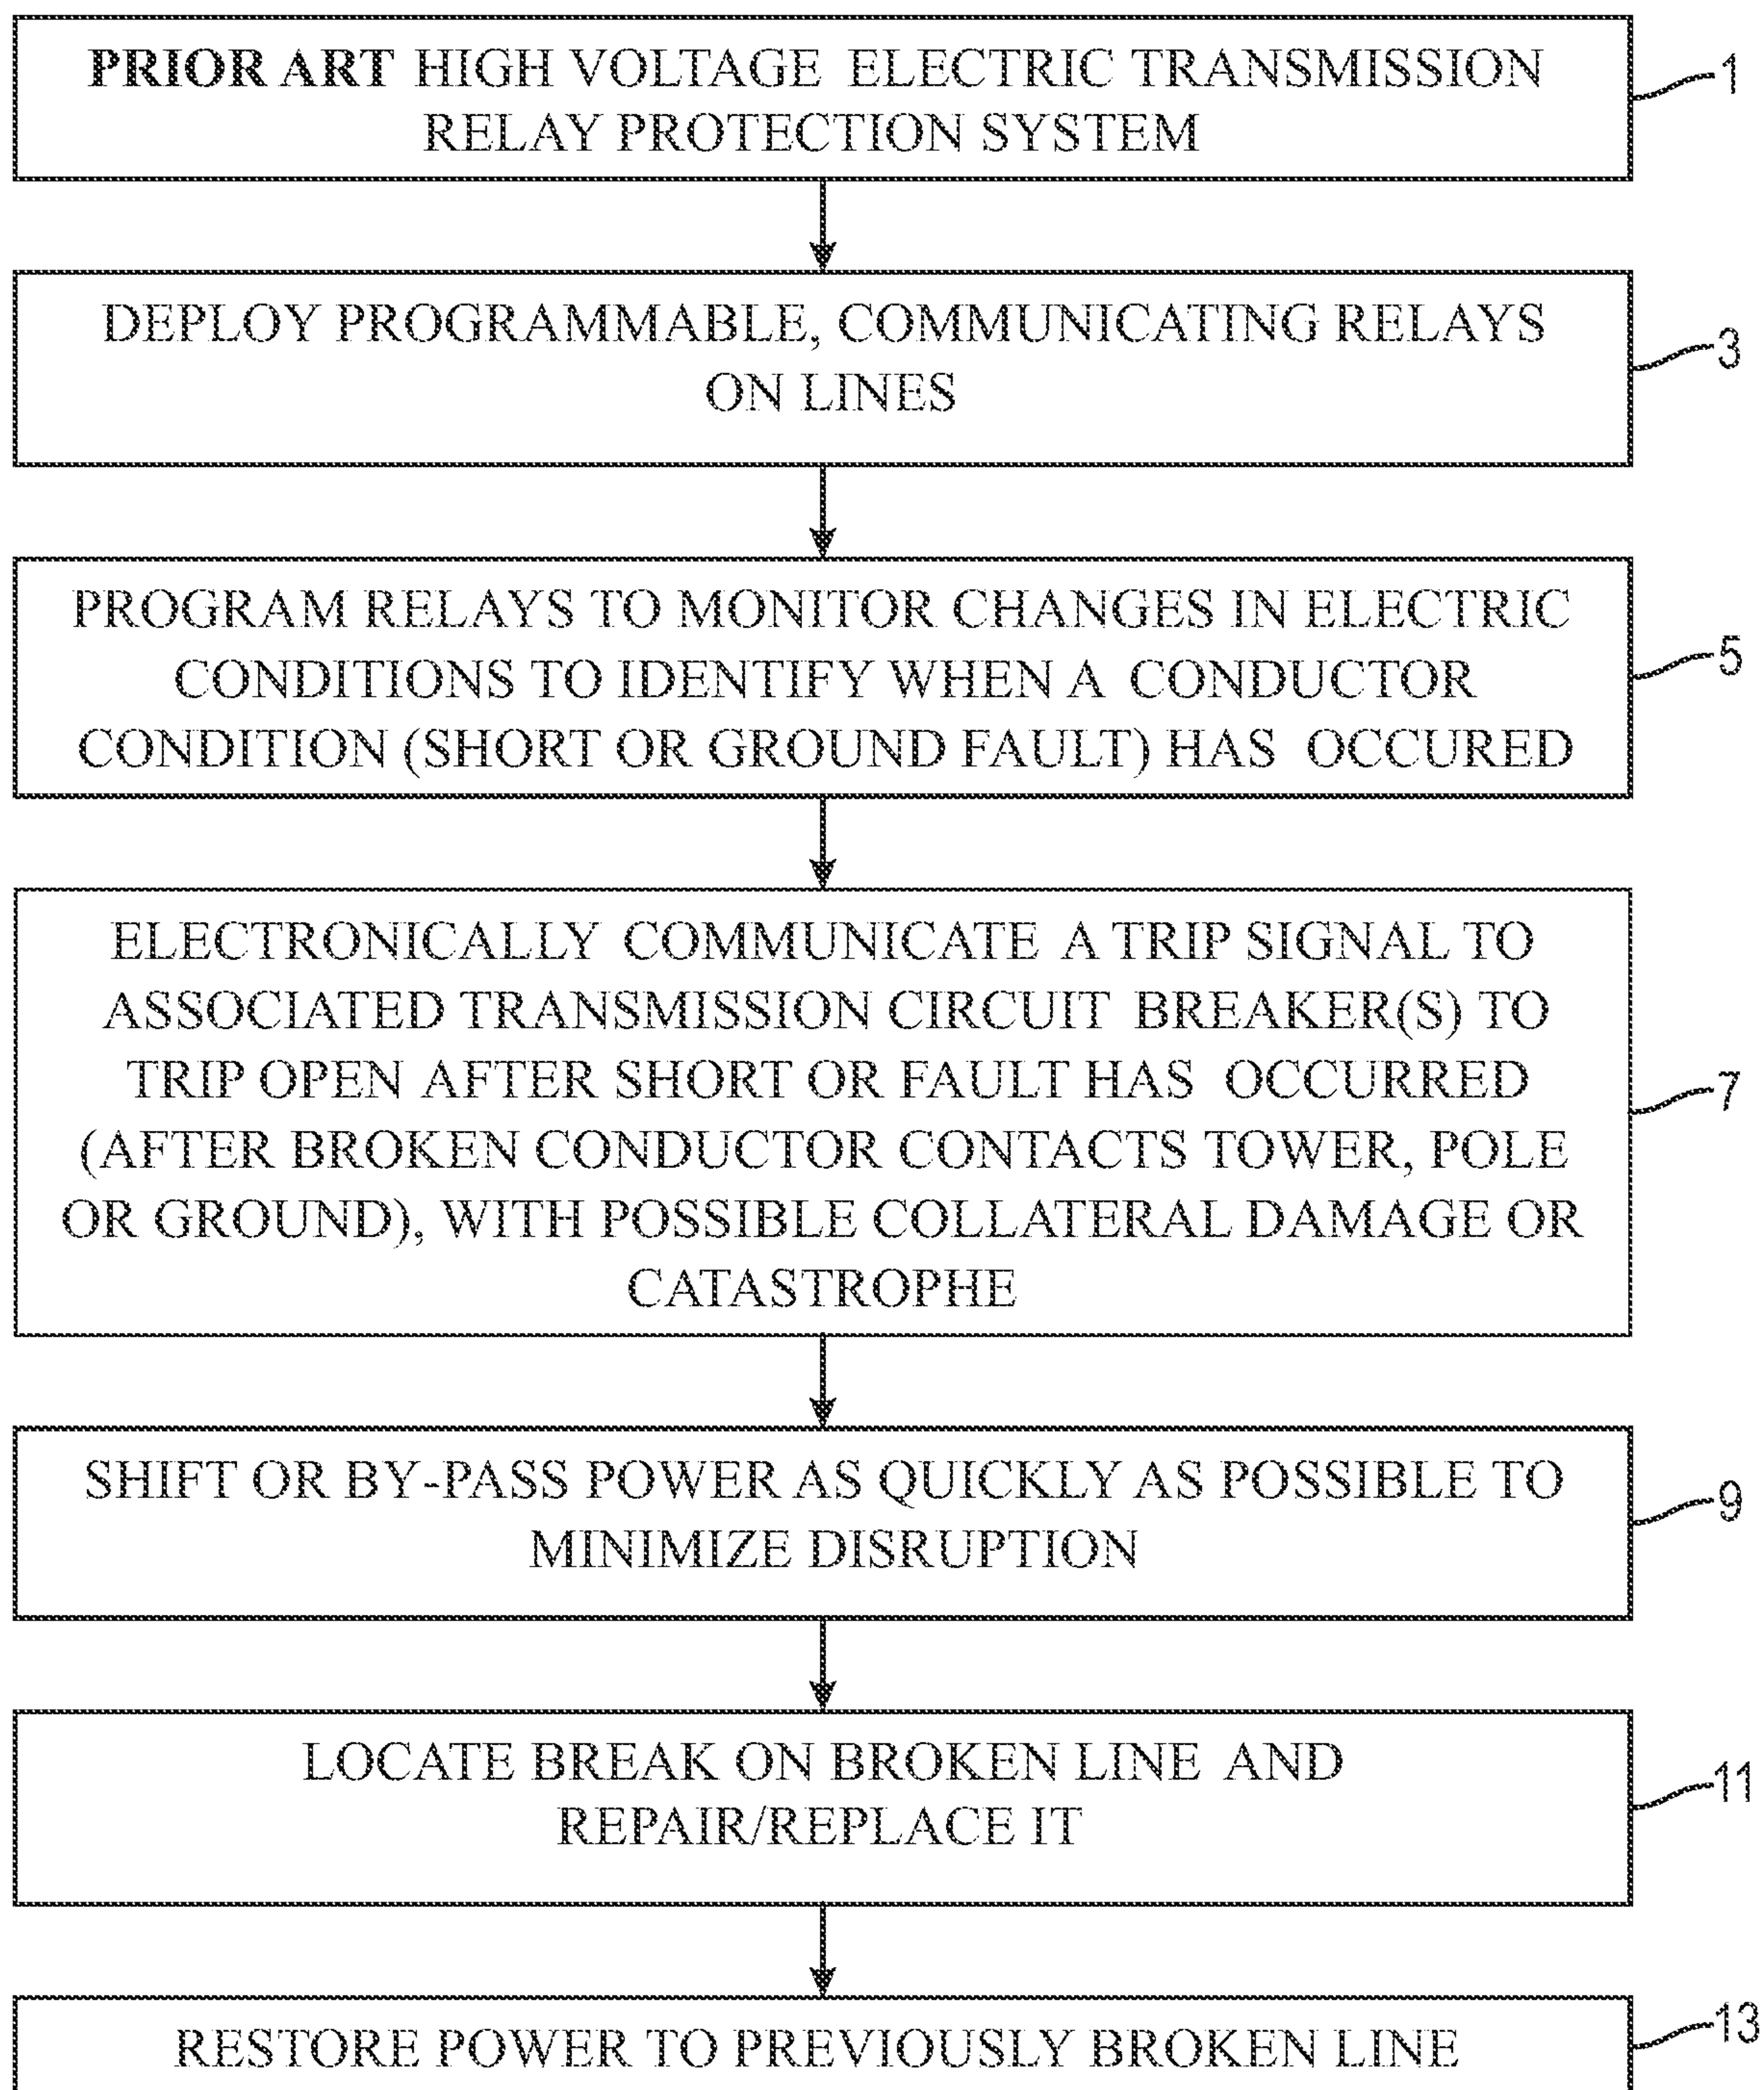 PRIOR ART HIGH VOLTAGE ELECTRIC TRANSMISSION
RELAY PROTECTION SYSTEM
1
DEPLOY PROGRAMMABLE, COMMUNICATING RELAYS
ON LINES
3
PROGRAM RELAYS TO MONITOR CHANGES IN ELECTRIC
CONDITIONS TO IDENTIFY WHEN A CONDUCTOR
CONDITION (SHORT OR GROUND FAULT) HAS OCCURED
5
ELECTRONICALLY COMMUNICATE A TRIP SIGNAL TO
ASSOCIATED TRANSMISSION CIRCUIT BREAKER(S) TO
TRIP OPEN AFTER SHORT OR FAULT HAS OCCURRED
(AFTER BROKEN CONDUCTOR CONTACTS TOWER, POLE
OR GROUND), WITH POSSIBLE COLLATERAL DAMAGE OR
CATASTROPHE
7
SHIFT OR BY-PASS POWER AS QUICKLY AS POSSIBLE TO
MINIMIZE DISRUPTION
9
LOCATE BREAK ON BROKEN LINE AND
REPAIR/REPLACE IT
11
RESTORE POWER TO PREVIOUSLY BROKEN LINE
13